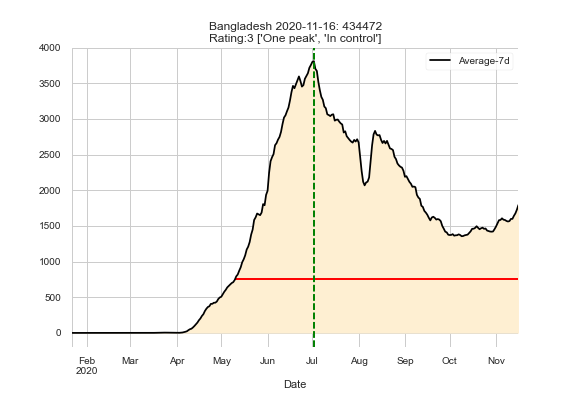 Bangladesh 2020-11-16: 434472
Rating:3 ['One peak', 'In control']
Average-7d
4000
3500
3000
2500
2000
1500
1000
500
0
Feb Mar Apr May Jun Jul Aug Sep Oct Nov
2020
Date